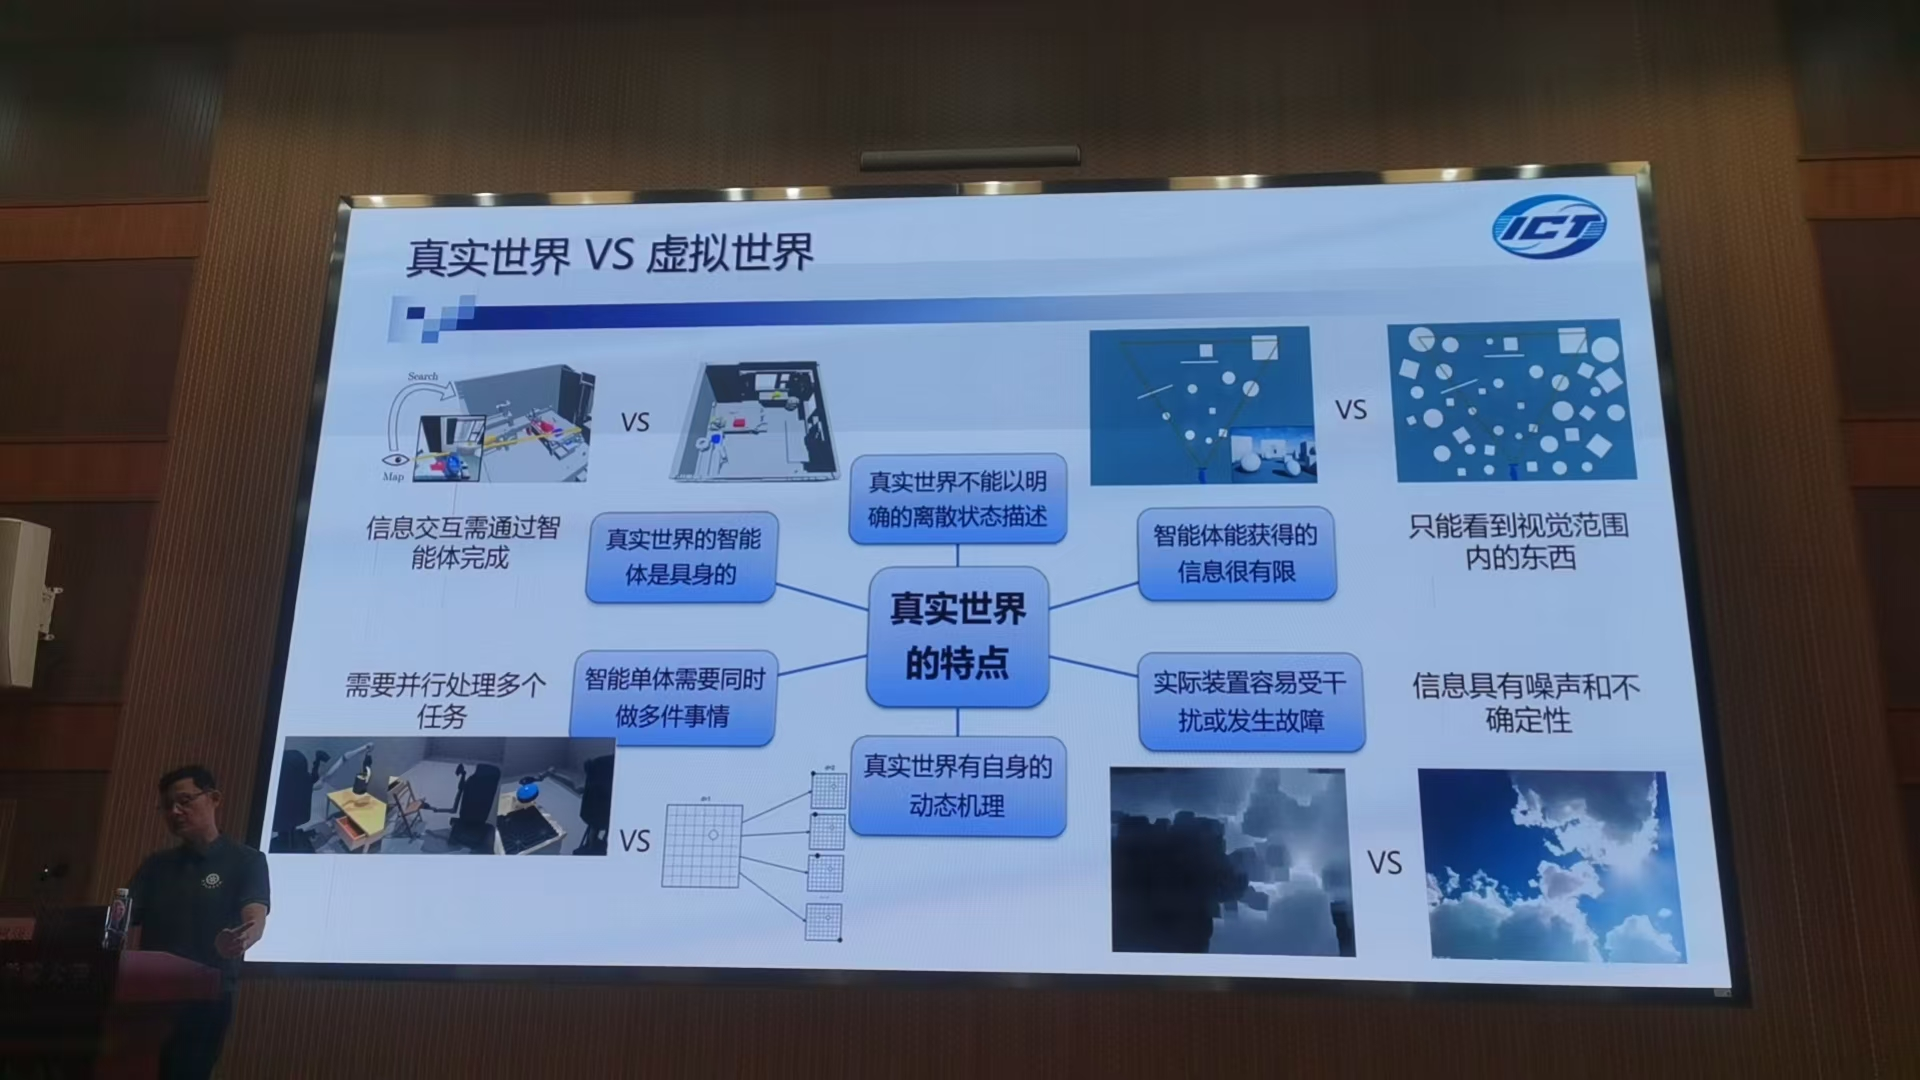 真实世界 VS 虚拟世界
ICT
Search
Map
VS
VS
信息交互需通过智
能体完成
真实世界的智能
体是具身的
真实世界不能以明
确的离散状态描述
智能体能获得的
信息很有限
只能看到视觉范围
内的东西
真实世界
的特点
需要并行处理多个
任务
智能单体需要同时
做多件事情
实际装置容易受干
扰或发生故障
信息具有噪声和不
确定性
真实世界有自身的
动态机理
VS
VS